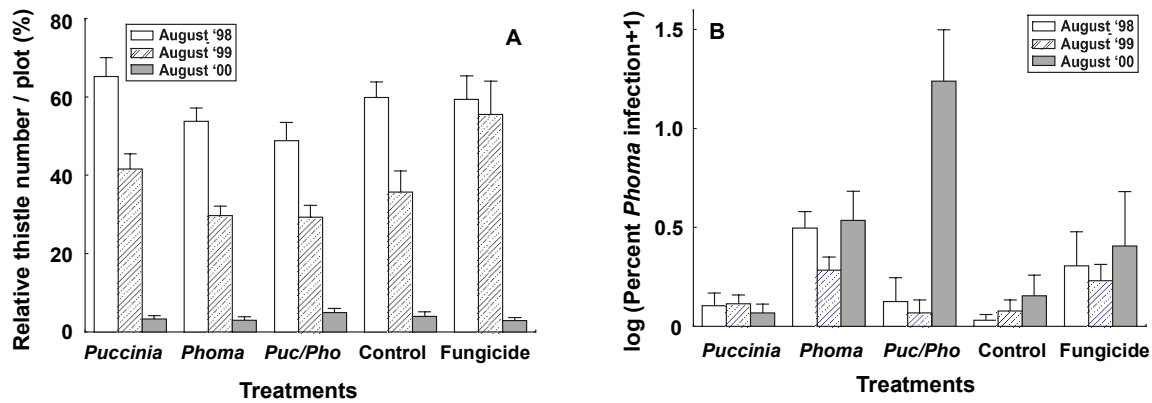 A
Relative thistle number / plot (%)
80
60
40
20
0
August ‘98
August ‘99
August ‘00
Puccinia Phoma Puc/Pho Control Fungicide
Treatments
B
log (Percent Phoma infection+1)
1.5
1.0
0.5
0
August ‘98
August ‘99
August ‘00
Puccinia Phoma Puc/Pho Control Fungicide
Treatments